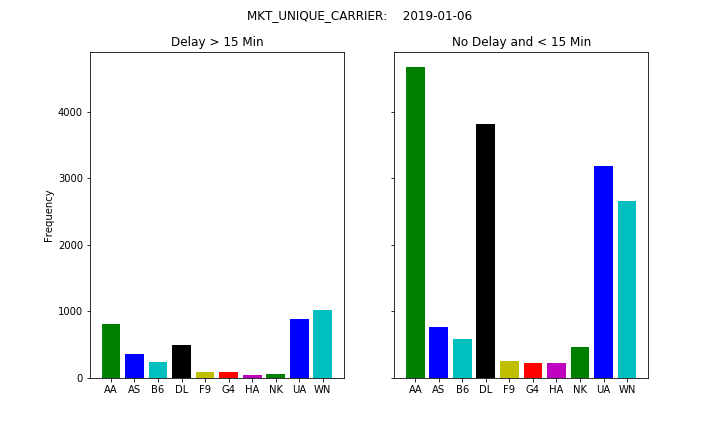 MKT_UNIQUE_CARRIER:    2019-01-06
Delay > 15 Min
No Delay and < 15 Min
Frequency
4000
3000
2000
1000
0
AA AS B6 DL F9 G4 HA NK UA WN
AA AS B6 DL F9 G4 HA NK UA WN